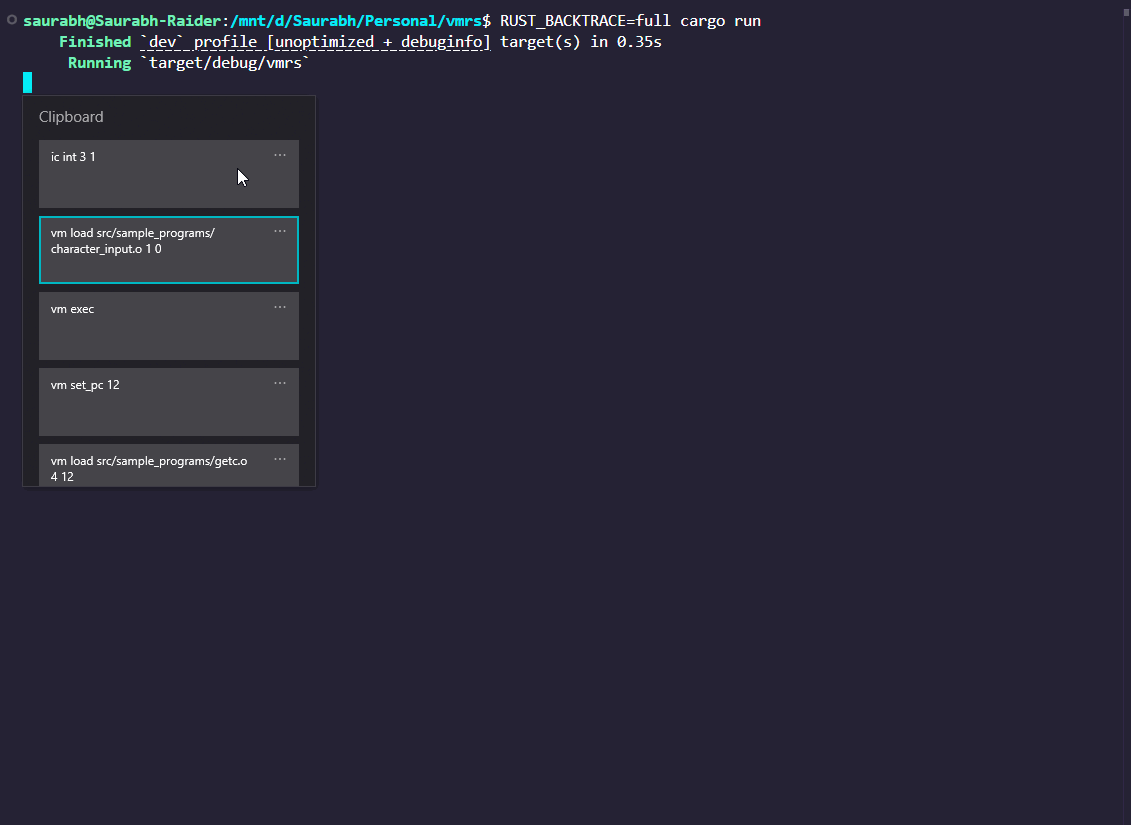 saurabh@Saurabh-Raider:/mnt/d/Saurabh/Personal/vmrs$ RUST_BACKTRACE=full cargo run
Finished `dev` profile [unoptimized + debuginfo] target(s) in 0.35s
Running `target/debug/vmrs`
Clipboard
ic int 3 1
vm load src/sample_programs/
character_input.o 1 0
vm exec
vm set_pc 12
vm load src/sample_programs/getc.o
4 12